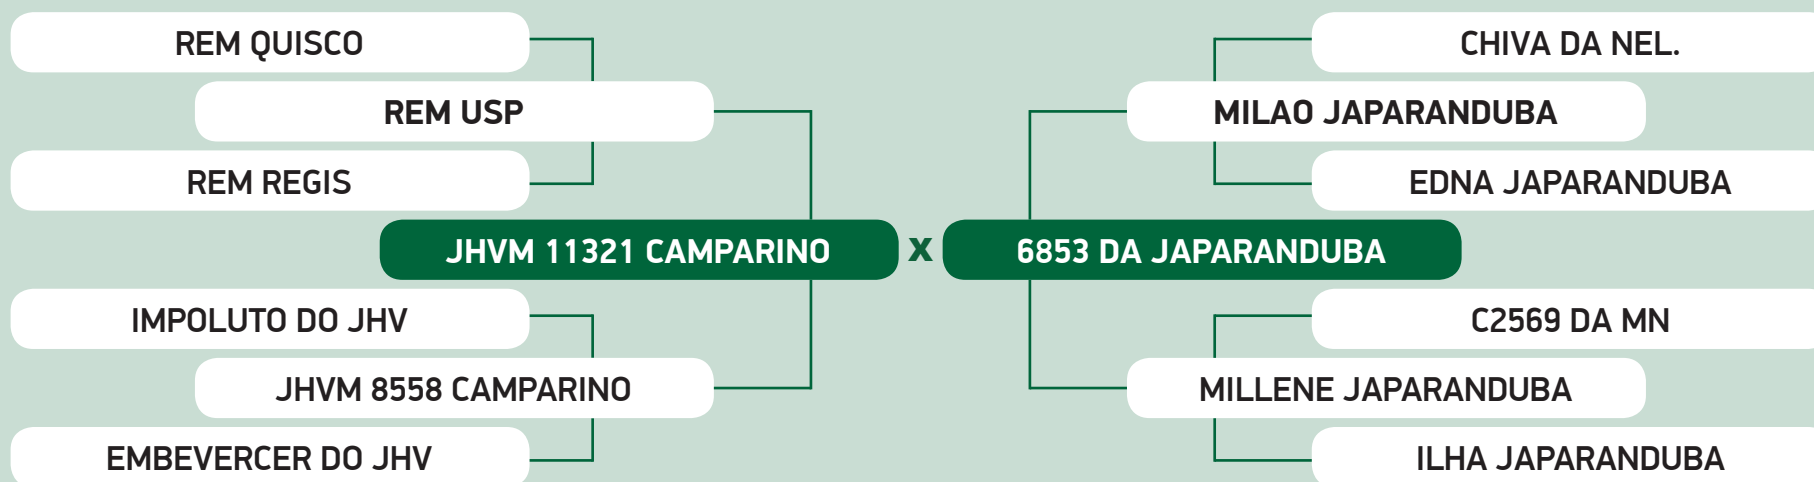 REM QUISCO
CHIVA DA NEL.
REM USP
MILAO JAPARANDUBA
REM REGIS
EDNA JAPARANDUBA
JHVM 11321 CAMPARINO X 6853 DA JAPARANDUBA
IMPOLUTO DO JHV
C2569 DA MN
JHVM 8558 CAMPARINO
MILLENE JAPARANDUBA
EMBEVERCER DO JHV
ILHA JAPARANDUBA